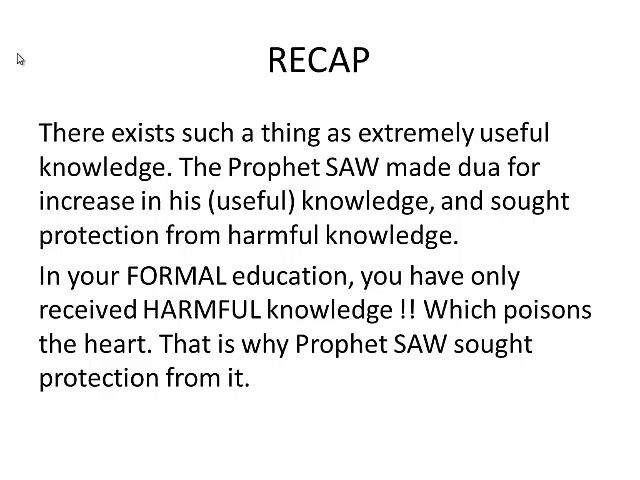 RECAP
There exists such a thing as extremely useful
knowledge. The Prophet SAW made dua for
increase in his (useful) knowledge, and sought
protection from harmful knowledge.
In your FORMAL education, you have only
received HARMFUL knowledge !! Which poisons
the heart. That is why Prophet SAW sought
protection from it.